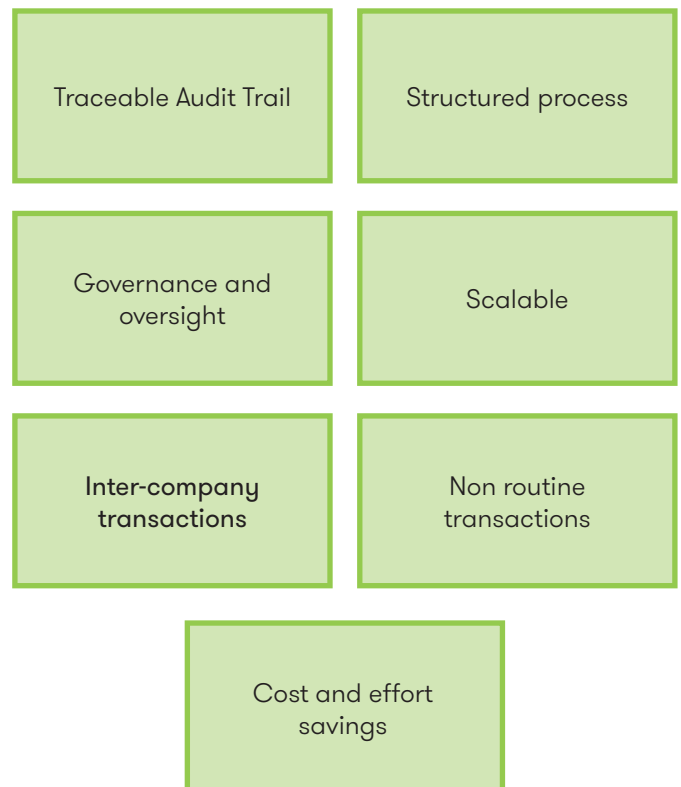 Traceable Audit Trail
Structured process
Governance and
oversight
Scalable
Inter-company
transactions
Non routine
transactions
Cost and effort
savings